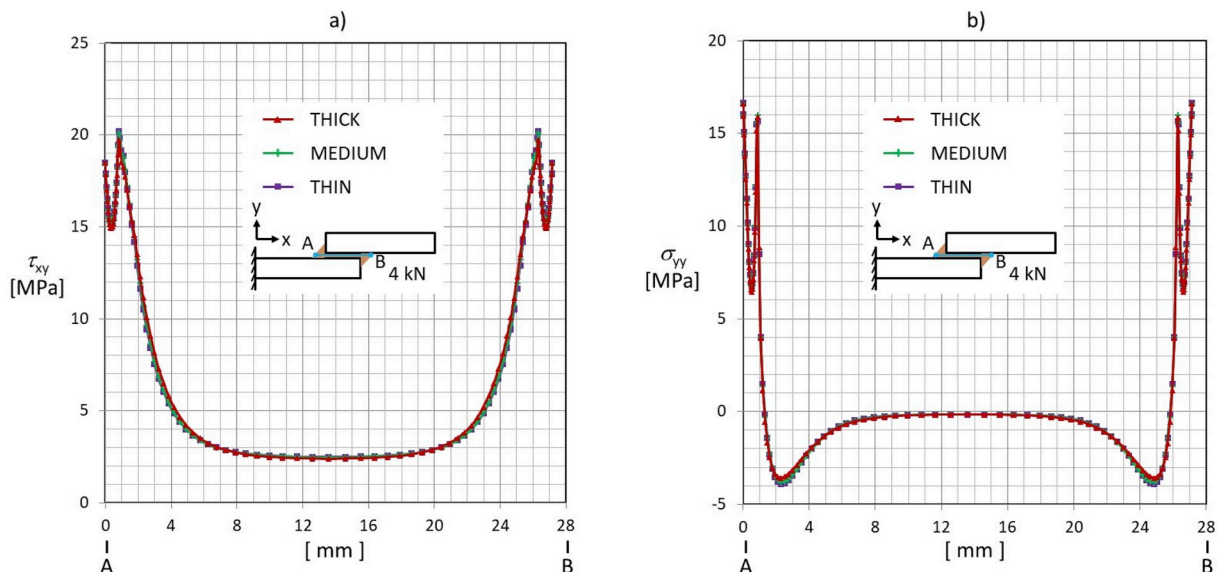 a)
25
20
15
10
5
0
τxy
[MPa]
THICK
MEDIUM
THIN
y
x
A
B
4 kN
0 4 8 12 16 20 24 28
[ mm ]
A B
b)
20
15
10
5
0
-5
σyy
[MPa]
THICK
MEDIUM
THIN
y
x
A
B
4 kN
0 4 8 12 16 20 24 28
[ mm ]
A B